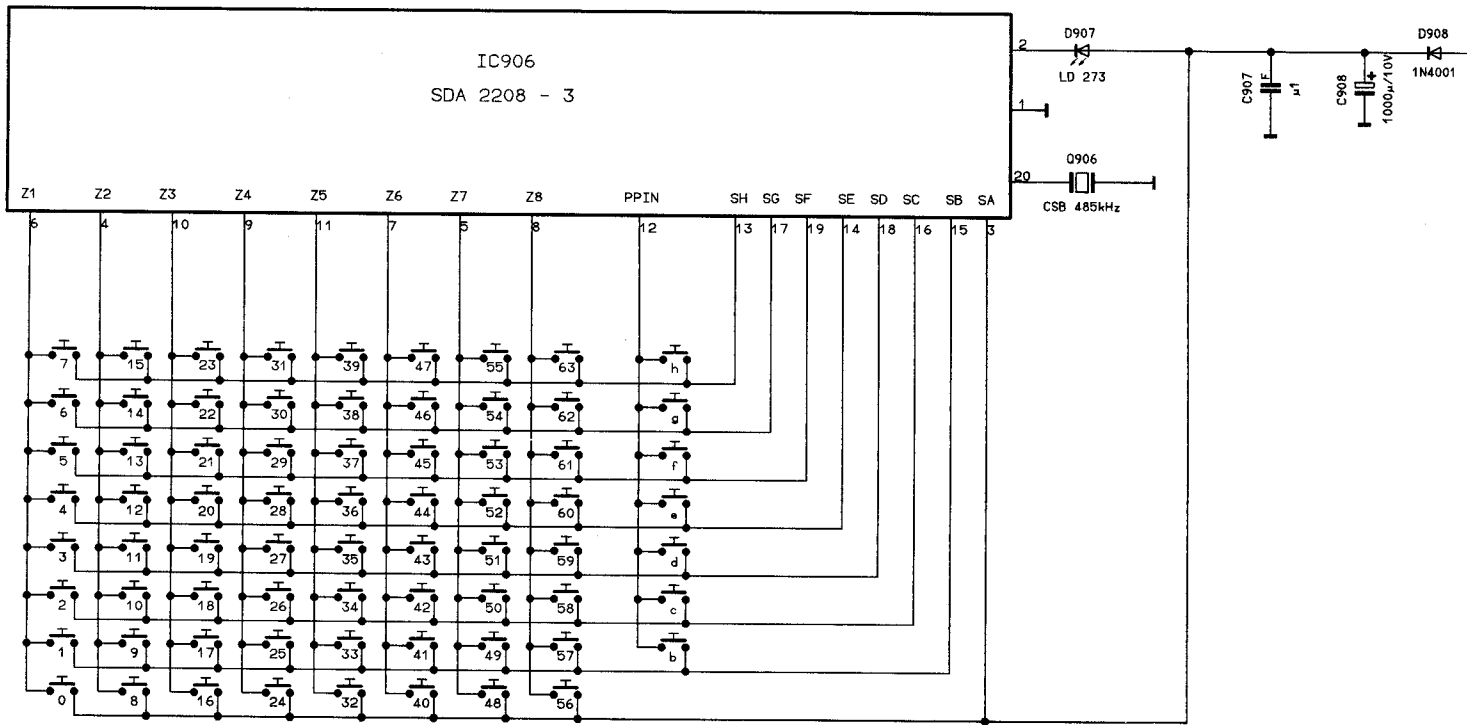 D907
D908
IC906
2
LD 273
1N4001
SDA 2208 - 3
C907
F
µ1
C908
+
1000µ/10V
1
Q906
20
CSB 485kHz
Z1 Z2 Z3 Z4 Z5 Z6 Z7 Z8 PPIN SH SG SF SE SD SC SB SA
6 4 10 9 11 7 5 8 12 13 17 19 14 18 16 15 3
7 15 23 31 39 47 55 63 h
6 14 22 30 38 46 54 62 g
5 13 21 29 37 45 53 61 f
4 12 20 28 36 44 52 60 e
3 11 19 27 35 43 51 59 d
2 10 18 26 34 42 50 58 c
1 9 17 25 33 41 49 57 b
0 8 16 24 32 40 48 56